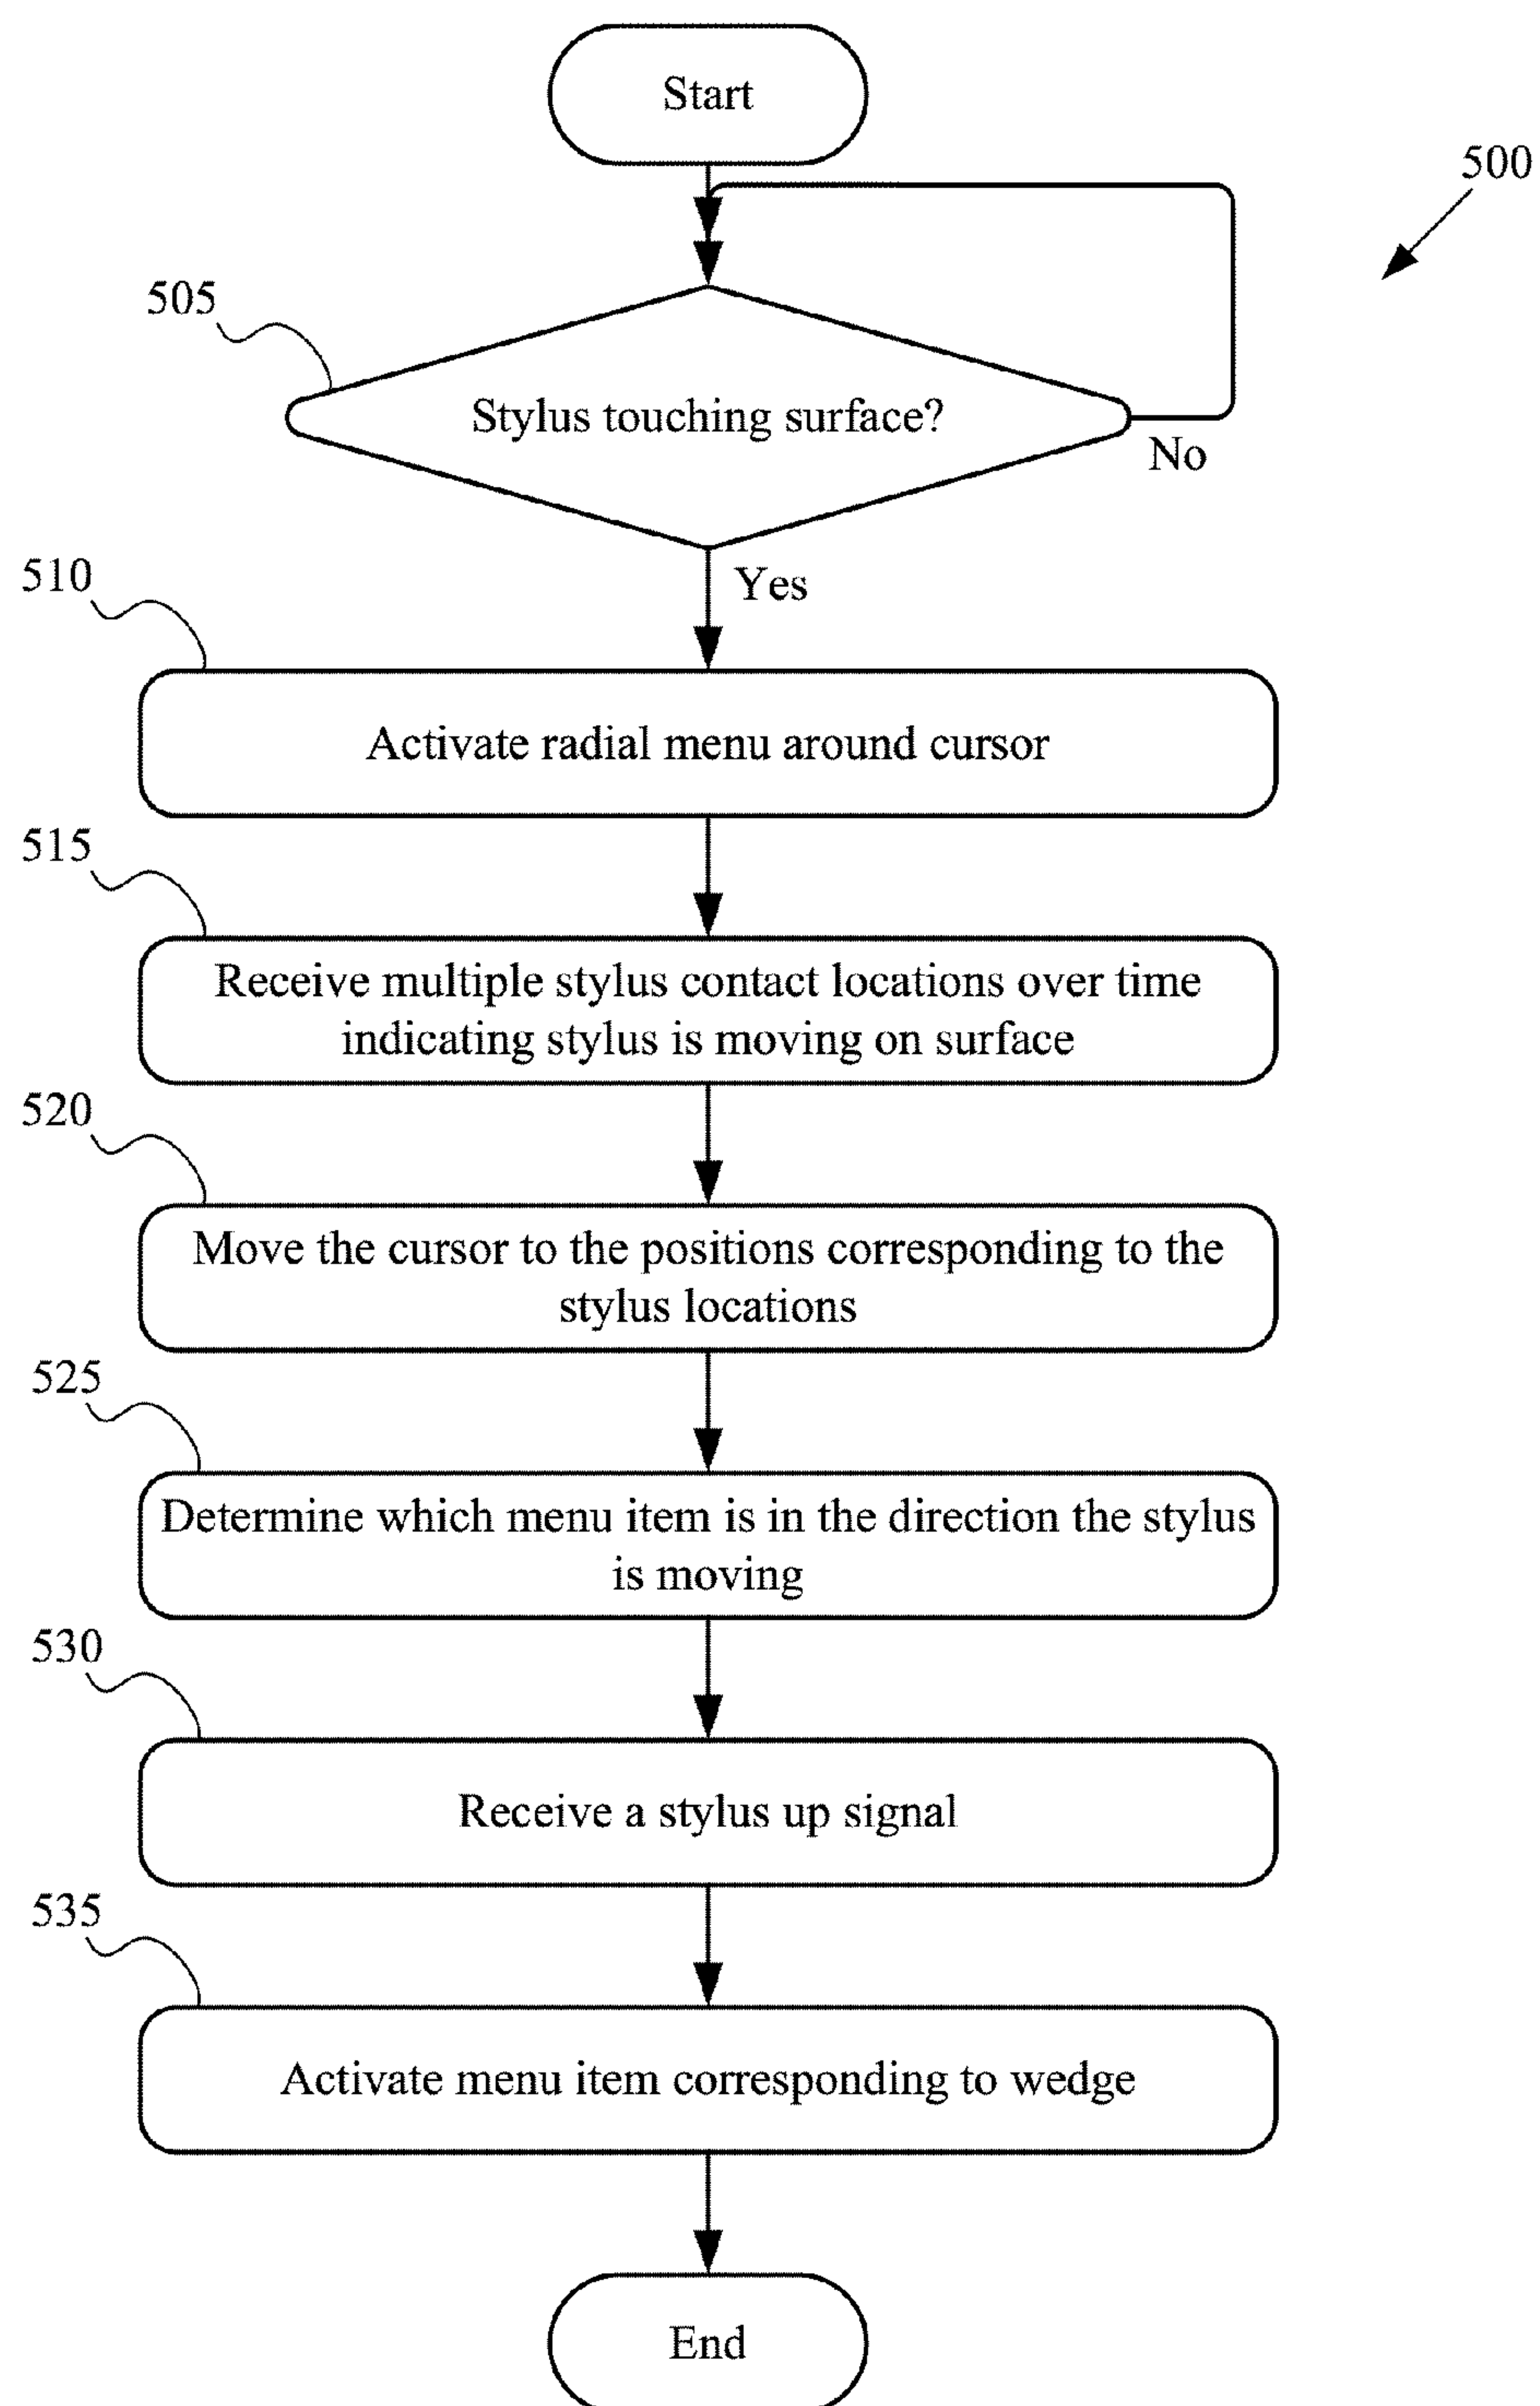 Start
500
505
Stylus touching surface?
No
Yes
510
Activate radial menu around cursor
515
Receive multiple stylus contact locations over time
indicating stylus is moving on surface
520
Move the cursor to the positions corresponding to the
stylus locations
525
Determine which menu item is in the direction the stylus
is moving
530
Receive a stylus up signal
535
Activate menu item corresponding to wedge
End